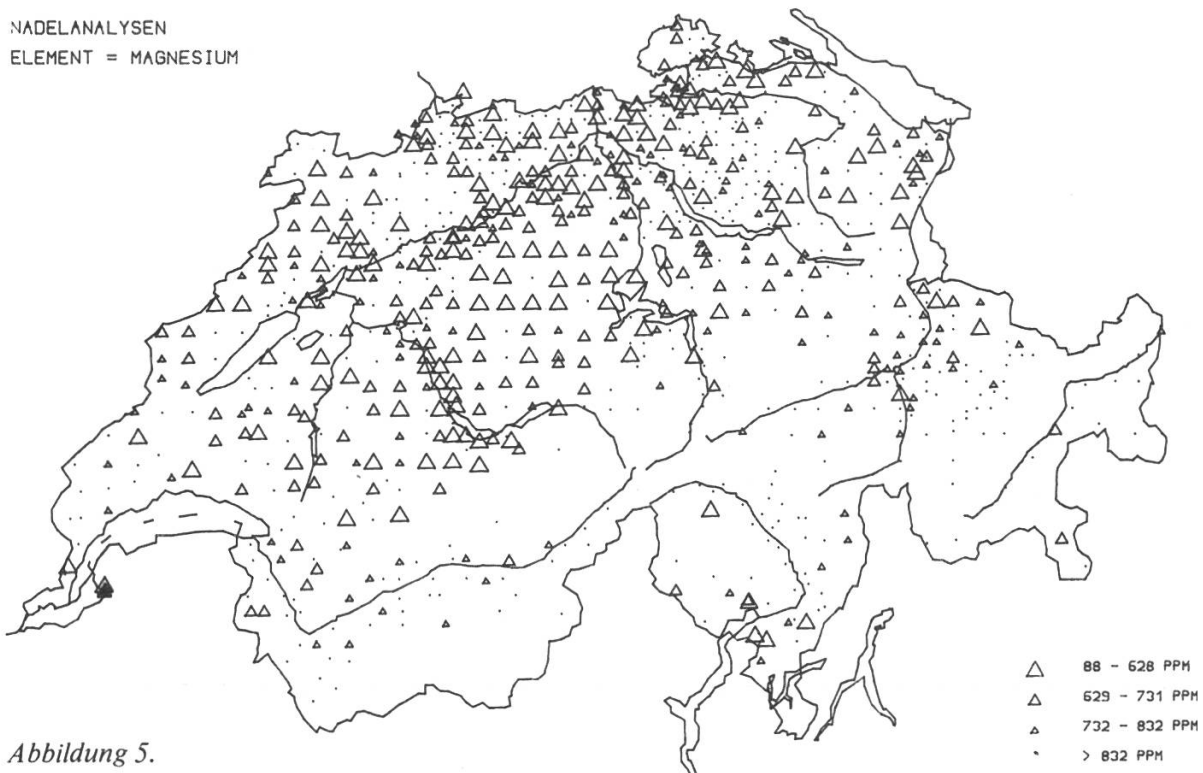 NADELANALYSEN
ELEMENT = MAGNESIUM
88 - 628 PPM
629 - 731 PPM
732 - 832 PPM
> 832 PPM
Abbildung 5.